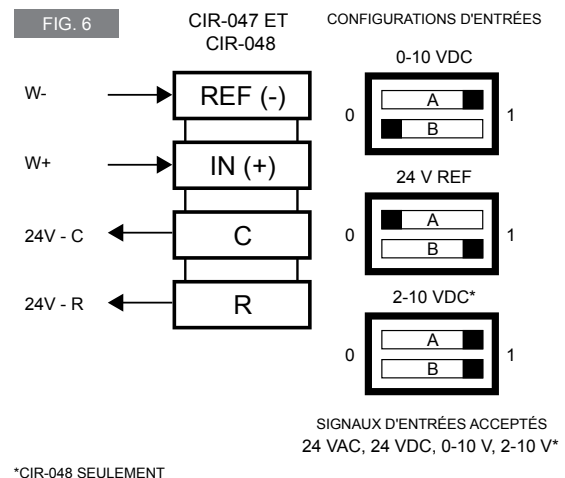 FIG. 6
CIR-047 ET
CIR-048
W-
REF (-)
W+
IN (+)
24V - C
C
24V - R
R
CONFIGURATIONS D'ENTRÉES
0-10 VDC
0
A
B
1
24 V REF
0
A
B
1
2-10 VDC*
0
A
B
1
SIGNAUX D'ENTRÉES ACCEPTÉS
24 VAC, 24 VDC, 0-10 V, 2-10 V*
*CIR-048 SEULEMENT